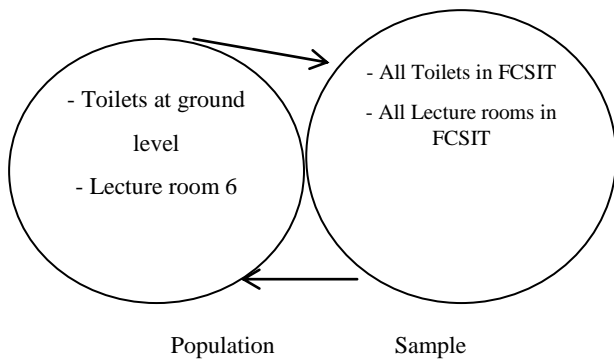 - Toilets at ground
level
- Lecture room 6
- All Toilets in FCSIT
- All Lecture rooms in
FCSIT
Population
Sample